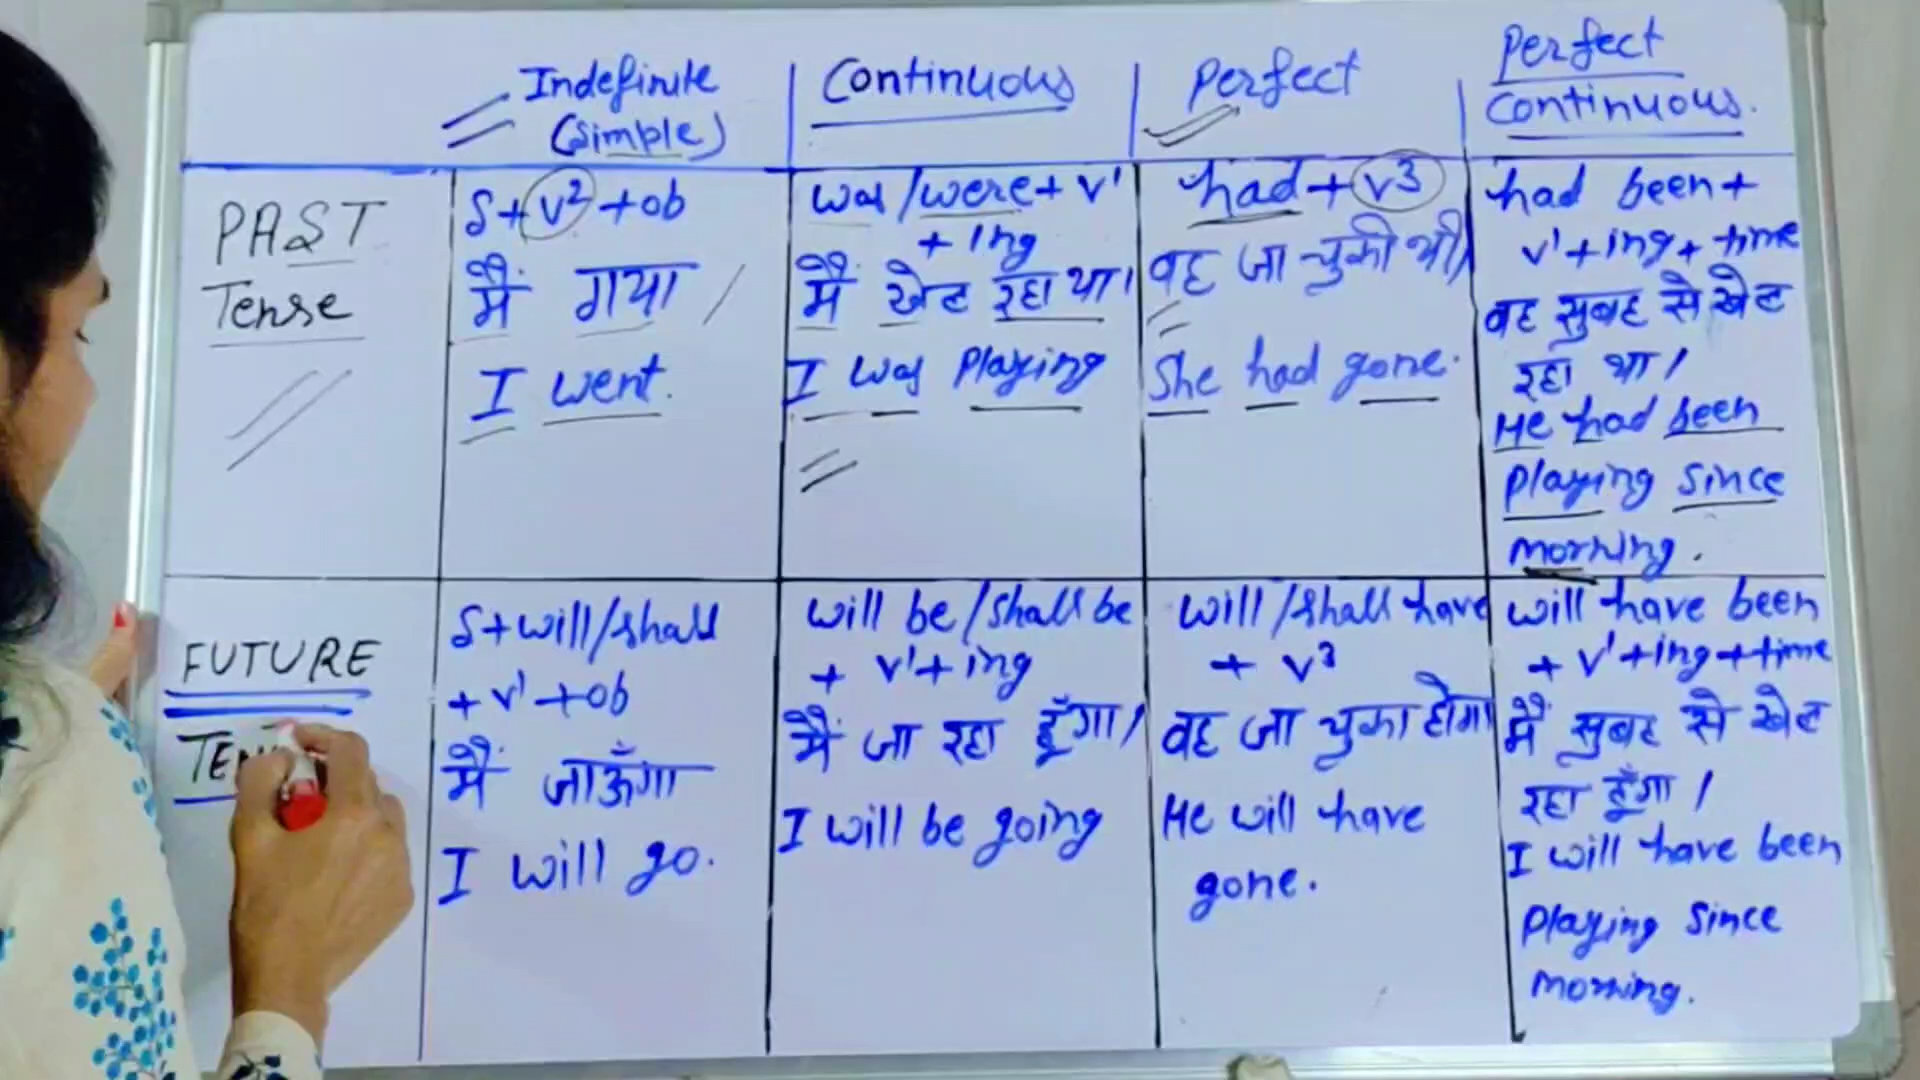 Indefinite
(Simple)
Continuous
Perfect
Perfect
Continuous.
PAST
Tense
S+V²+ob
मैं गया
I went.
was/were+V¹
+ing
मैं खेल रहा था।
I was Playing
had+V3
वह जा चुकी थी।
She had gone.
had been+
V¹+ing+time
वह सुबह से खेल
रहा था।
He had been
Playing since
morning.
FUTURE
S+will/shall
+V¹+ob
मैं जाऊँगा
I will go.
will be/shall be
+ V¹+ing
मैं जा रहा हूँगा।
I will be going
will/shall have
+ V³
वह जा चुका होगा
He will have
gone.
will have been
+ V¹+ing+time
मैं सुबह से खेल
रहा हूँगा।
I will have been
Playing since
morning.